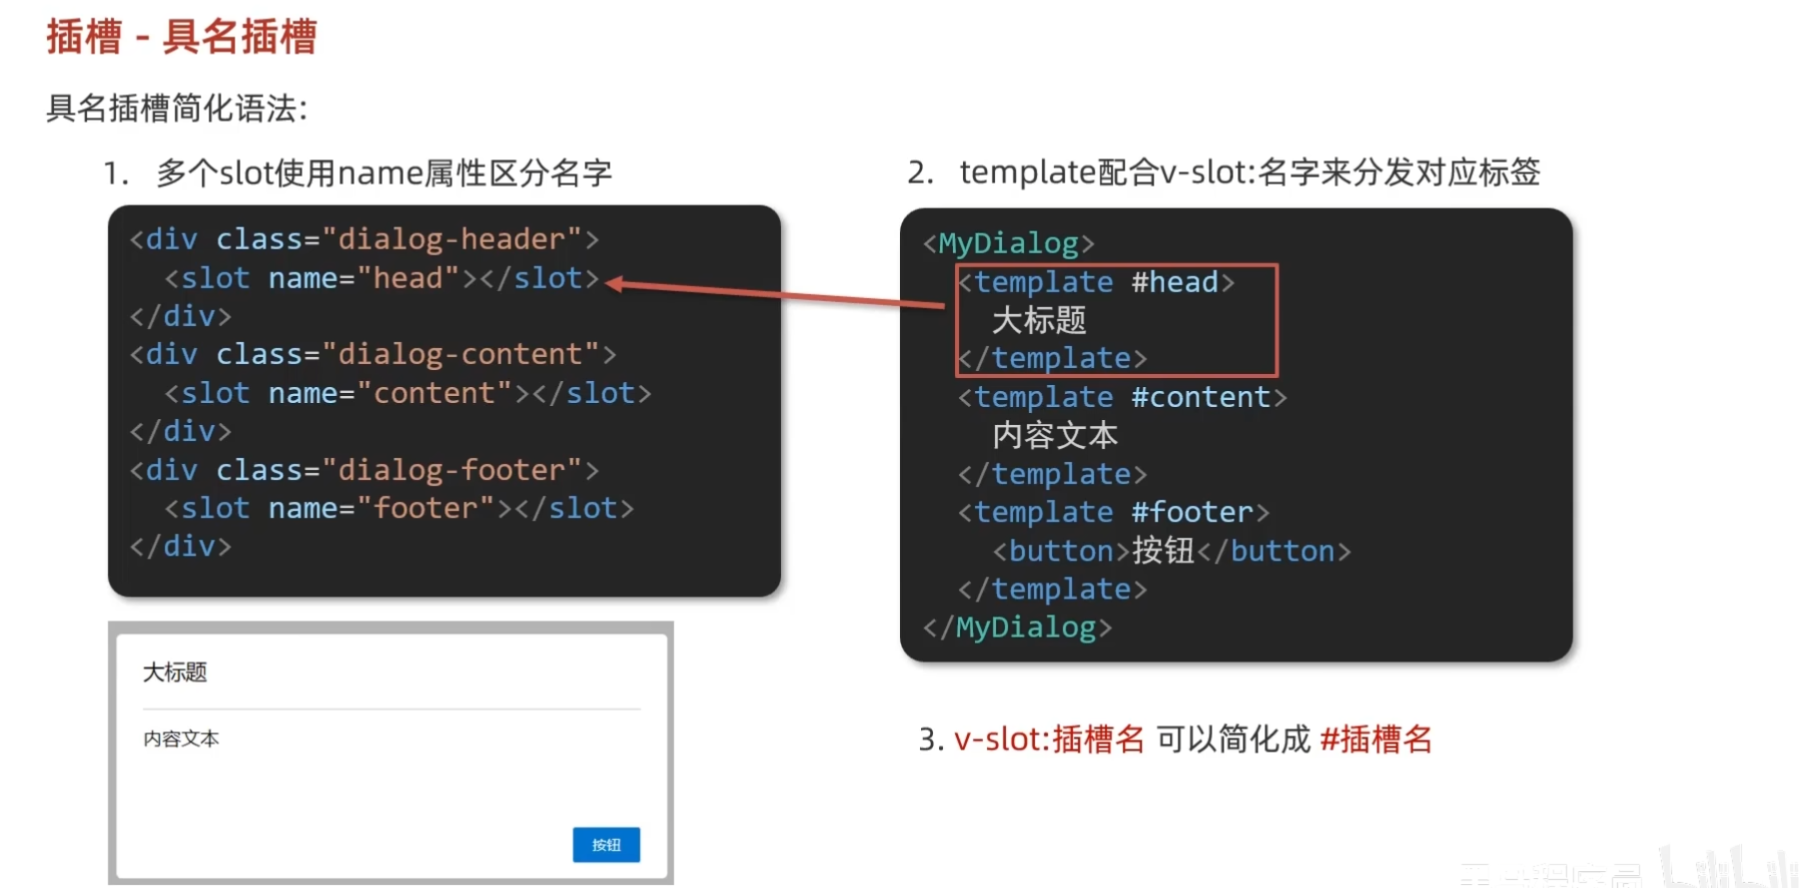 插槽 - 具名插槽
具名插槽简化语法:
1. 多个slot使用name属性区分名字
<div class="dialog-header">
<slot name="head"></slot>
</div>
<div class="dialog-content">
<slot name="content"></slot>
</div>
<div class="dialog-footer">
<slot name="footer"></slot>
</div>
大标题
内容文本
按钮
2. template配合v-slot:名字来分发对应标签
<MyDialog>
<template #head>
大标题
</template>
<template #content>
内容文本
</template>
<template #footer>
<button>按钮</button>
</template>
</MyDialog>
3. v-slot:插槽名 可以简化成 #插槽名